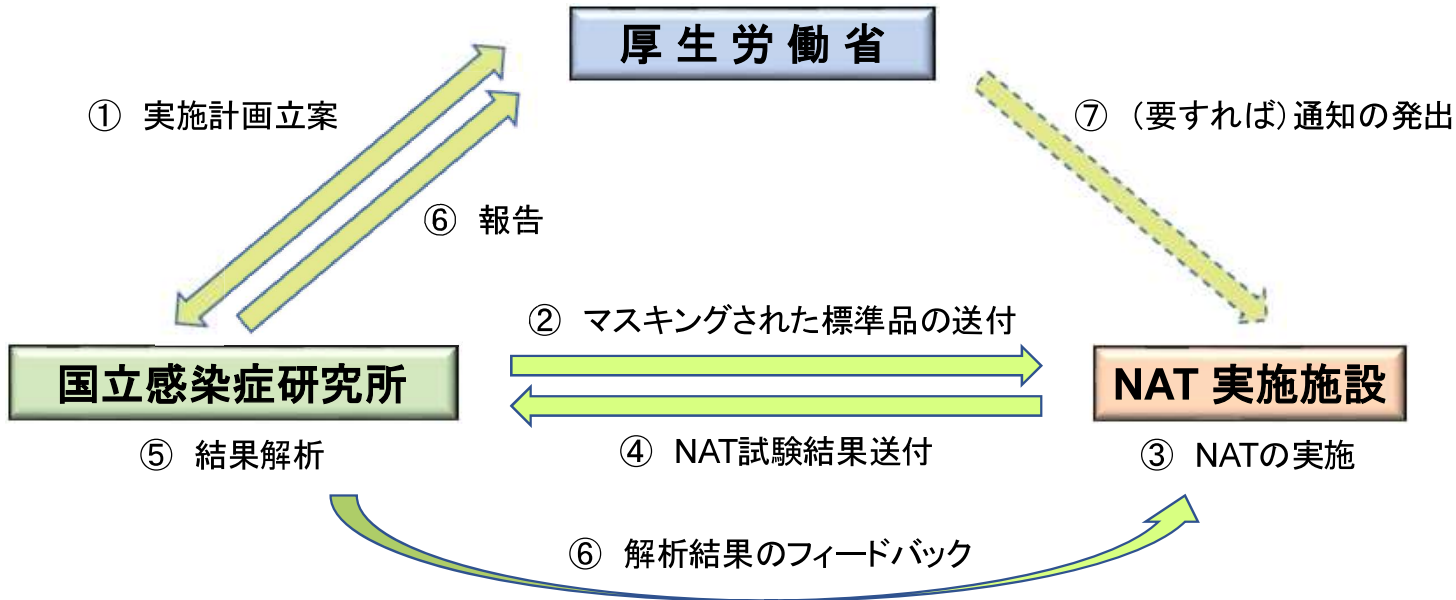 厚生労働省
① 実施計画立案
⑦ （要すれば）通知の発出
⑥ 報告
② マスキングされた標準品の送付
国立感染症研究所
NAT 実施施設
⑤ 結果解析
④ NAT試験結果送付
③ NATの実施
⑥ 解析結果のフィードバック